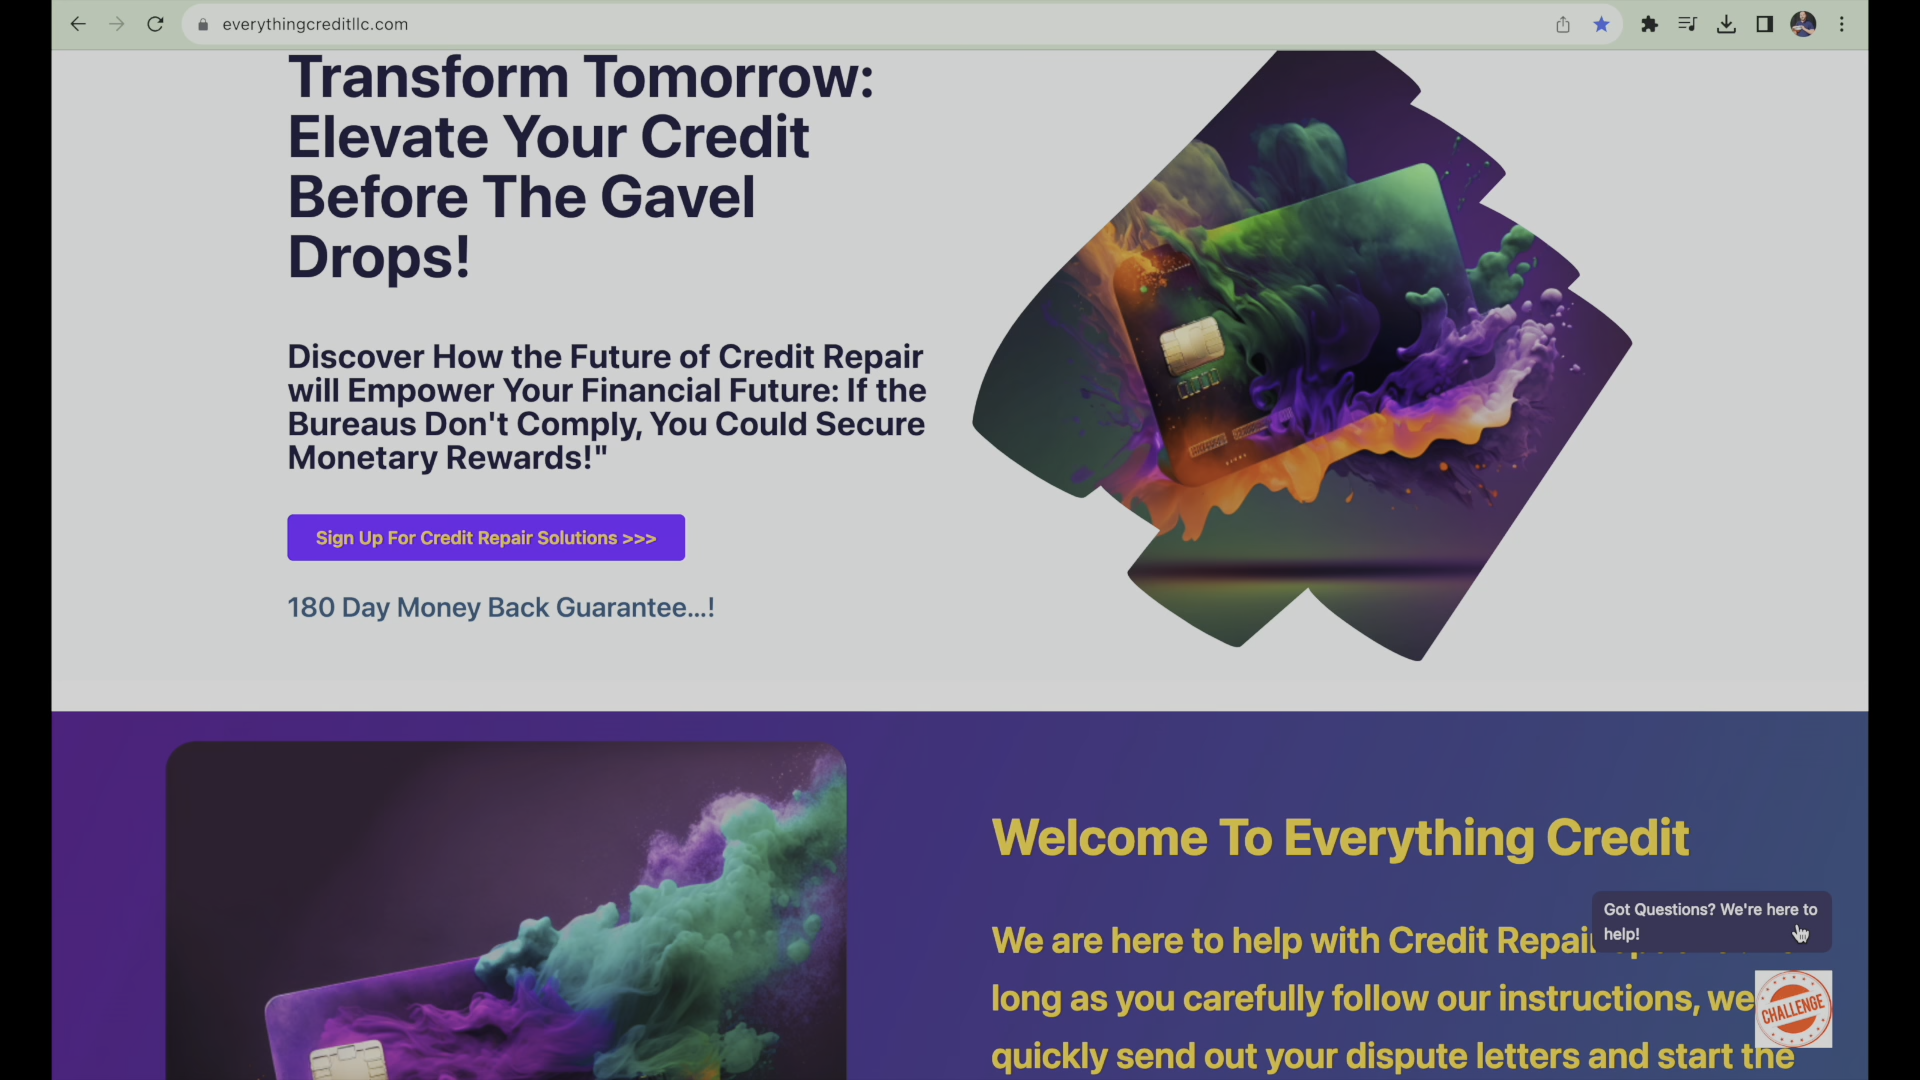 everythingcreditllc.com
Transform Tomorrow:
Elevate Your Credit
Before The Gavel
Drops!
Discover How the Future of Credit Repair
will Empower Your Financial Future: If the
Bureaus Don't Comply, You Could Secure
Monetary Rewards!"
Sign Up For Credit Repair Solutions >>>
180 Day Money Back Guarantee...!
Welcome To Everything Credit
We are here to help with Credit Repair
long as you carefully follow our instructions, we
quickly send out your dispute letters and start the
Got Questions? We're here to
help!
CHALLENGE